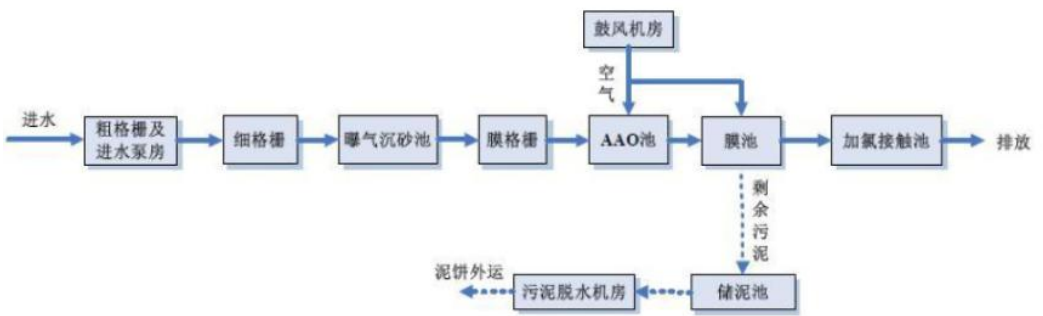 鼓风机房
空气
进水
粗格栅及
进水泵房
细格栅
曝气沉砂池
膜格栅
AAO池
膜池
加氯接触池
排放
剩余污泥
泥饼外运
污泥脱水机房
储泥池